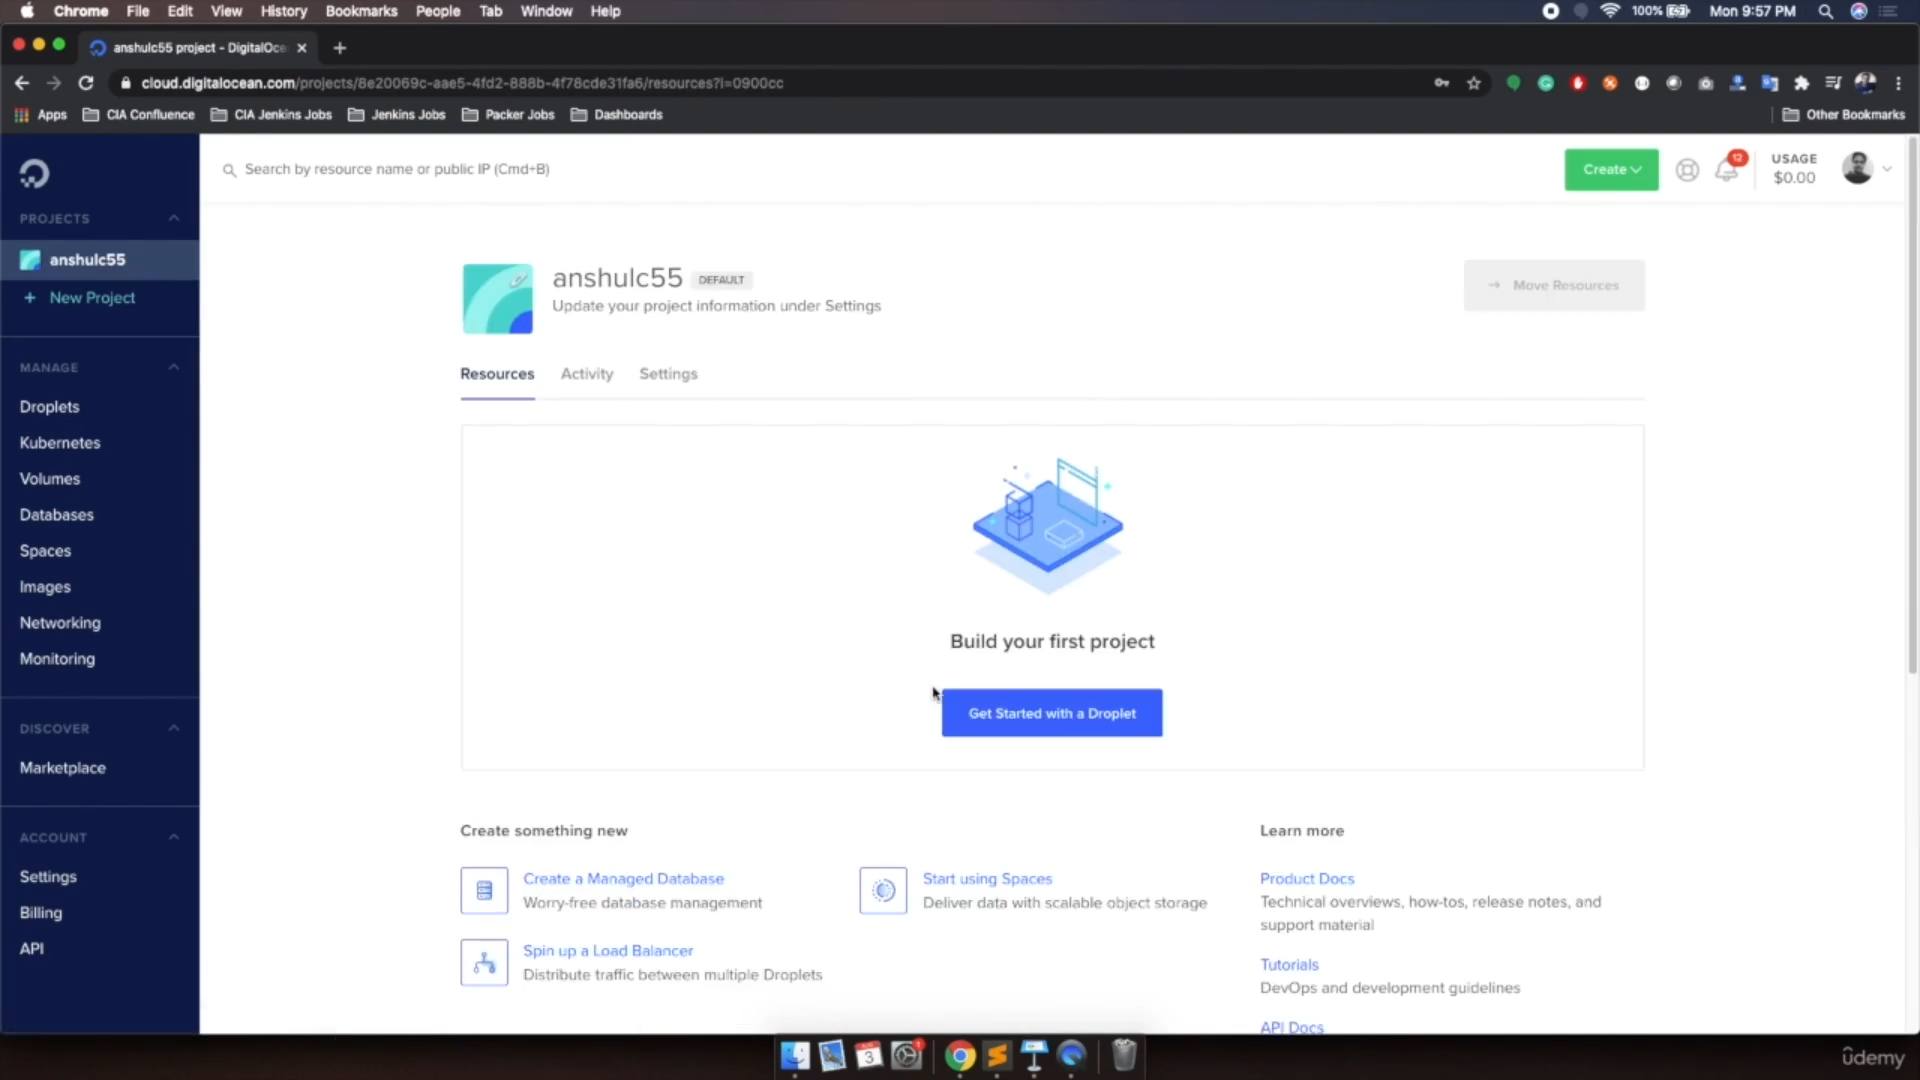 Chrome File Edit View History Bookmarks People Tab Window Help
100% Mon 9:57 PM
anshulc55 project - DigitalOce
cloud.digitalocean.com/projects/8e20069c-aae5-4fd2-888b-4f78cde31fa6/resources?i=0900cc
Apps CIA Confluence CIA Jenkins Jobs Jenkins Jobs Packer Jobs Dashboards Other Bookmarks
Search by resource name or public IP (Cmd+B)
Create
12
USAGE
$0.00
PROJECTS
anshulc55
+ New Project
MANAGE
Droplets
Kubernetes
Volumes
Databases
Spaces
Images
Networking
Monitoring
DISCOVER
Marketplace
ACCOUNT
Settings
Billing
API
anshulc55 DEFAULT
Update your project information under Settings
→ Move Resources
Resources Activity Settings
Build your first project
Get Started with a Droplet
Create something new
Create a Managed Database
Worry-free database management
Start using Spaces
Deliver data with scalable object storage
Spin up a Load Balancer
Distribute traffic between multiple Droplets
Learn more
Product Docs
Technical overviews, how-tos, release notes, and
support material
Tutorials
DevOps and development guidelines
API Docs
3
1
ûdemy